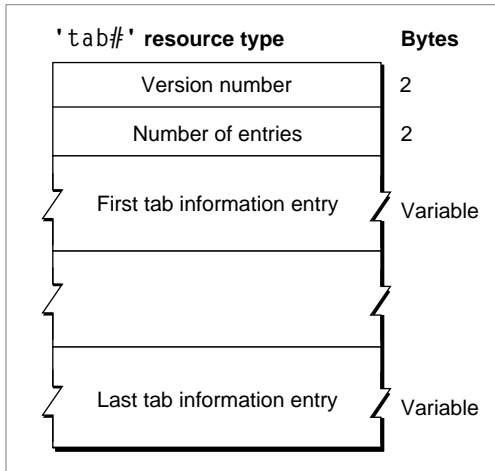 'tab#' resource type Bytes
Version number 2
Number of entries 2
First tab information entry Variable
Last tab information entry Variable